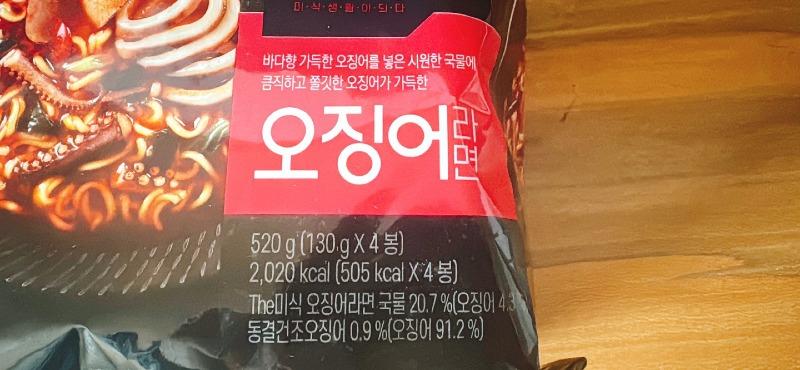 미·식·센·월·이·되·다
바다향 가득한 오징어를 넣은 시원한 국물에
큼직하고 쫄깃한 오징어가 가득한
오징어라면
520 g (130 g X 4 봉)
2,020 kcal (505 kcal X 4 봉)
The미식 오징어라면 국물 20.7 %(오징어 4.3
동결건조오징어 0.9 %(오징어 91.2 %)